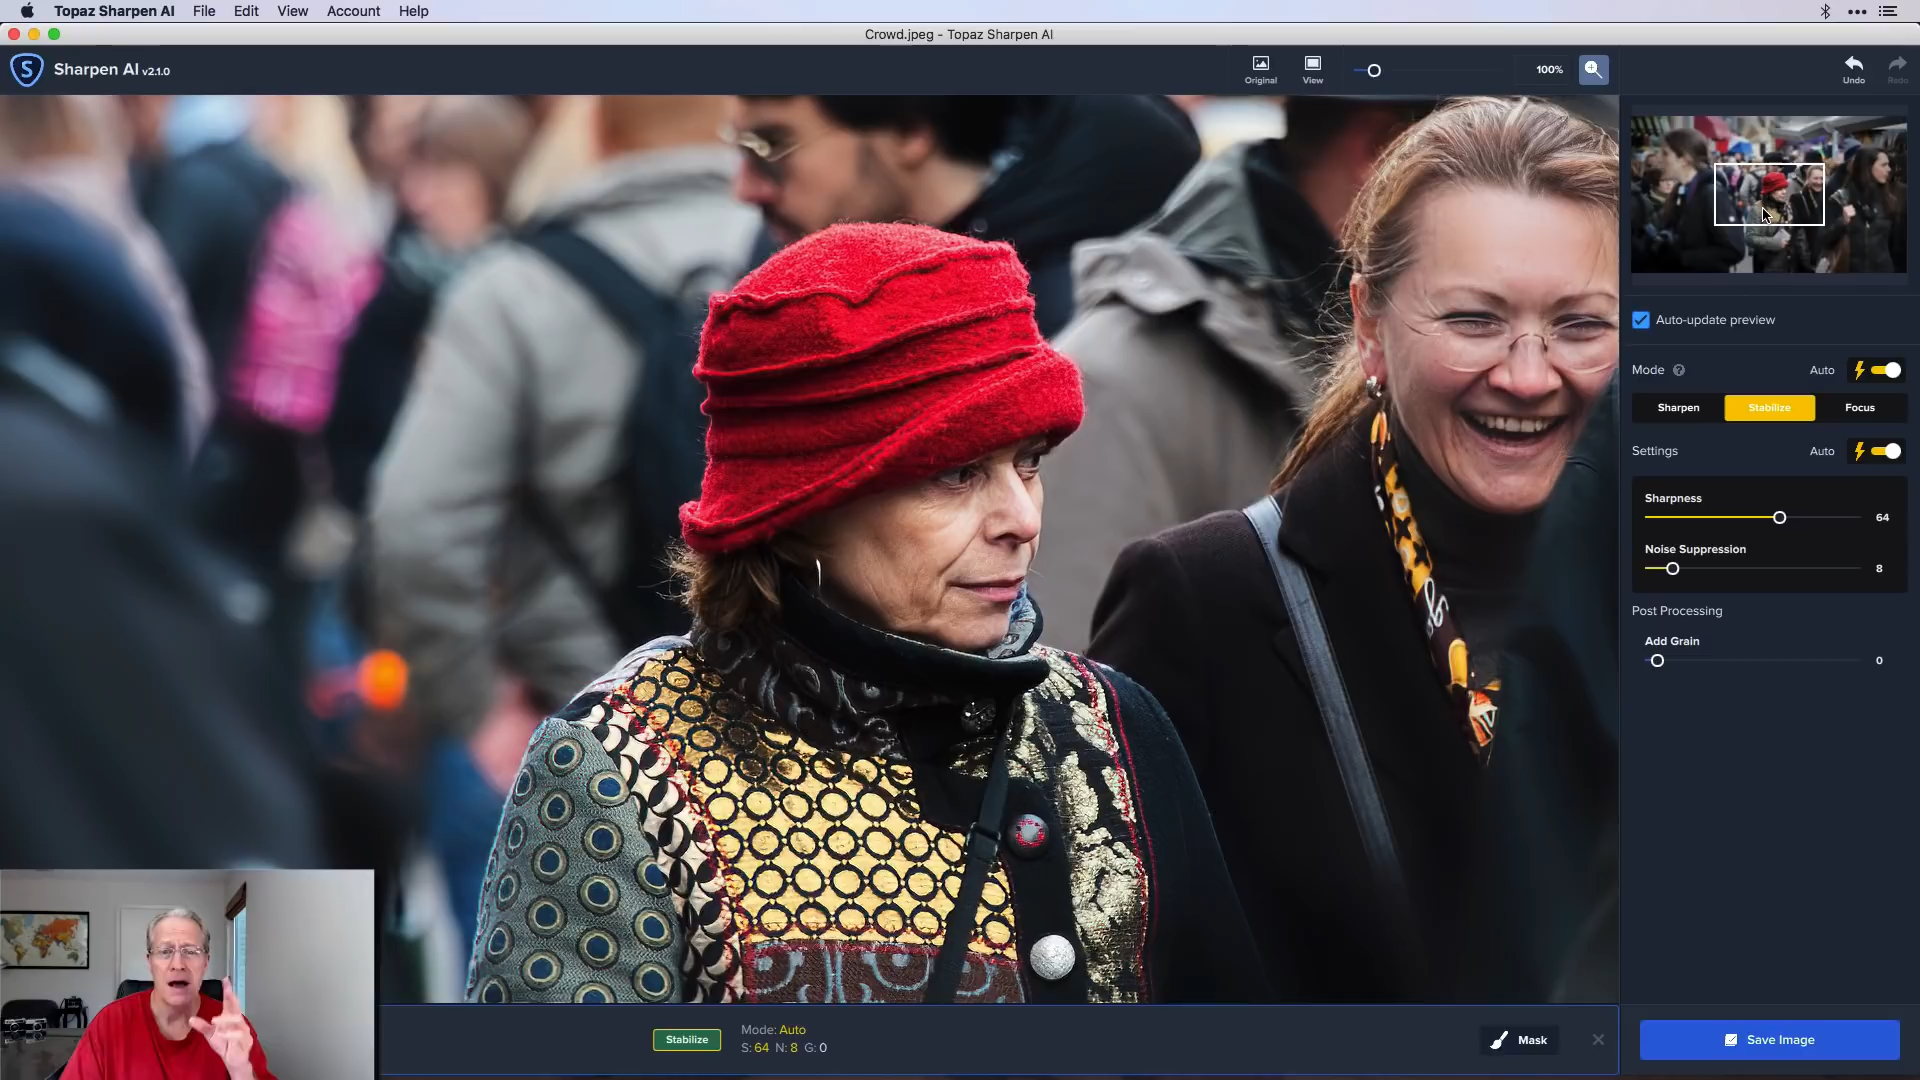 Topaz Sharpen AI File Edit View Account Help
Crowd.jpeg - Topaz Sharpen AI
Sharpen AI v2.1.0
Original
View
100%
Undo
Redo
Auto-update preview
Mode ? Auto
Sharpen Stabilize Focus
Settings Auto
Sharpness
64
Noise Suppression
8
Post Processing
Add Grain
0
Stabilize
Mode: Auto
S: 64 N: 8 G: 0
Mask
Save Image